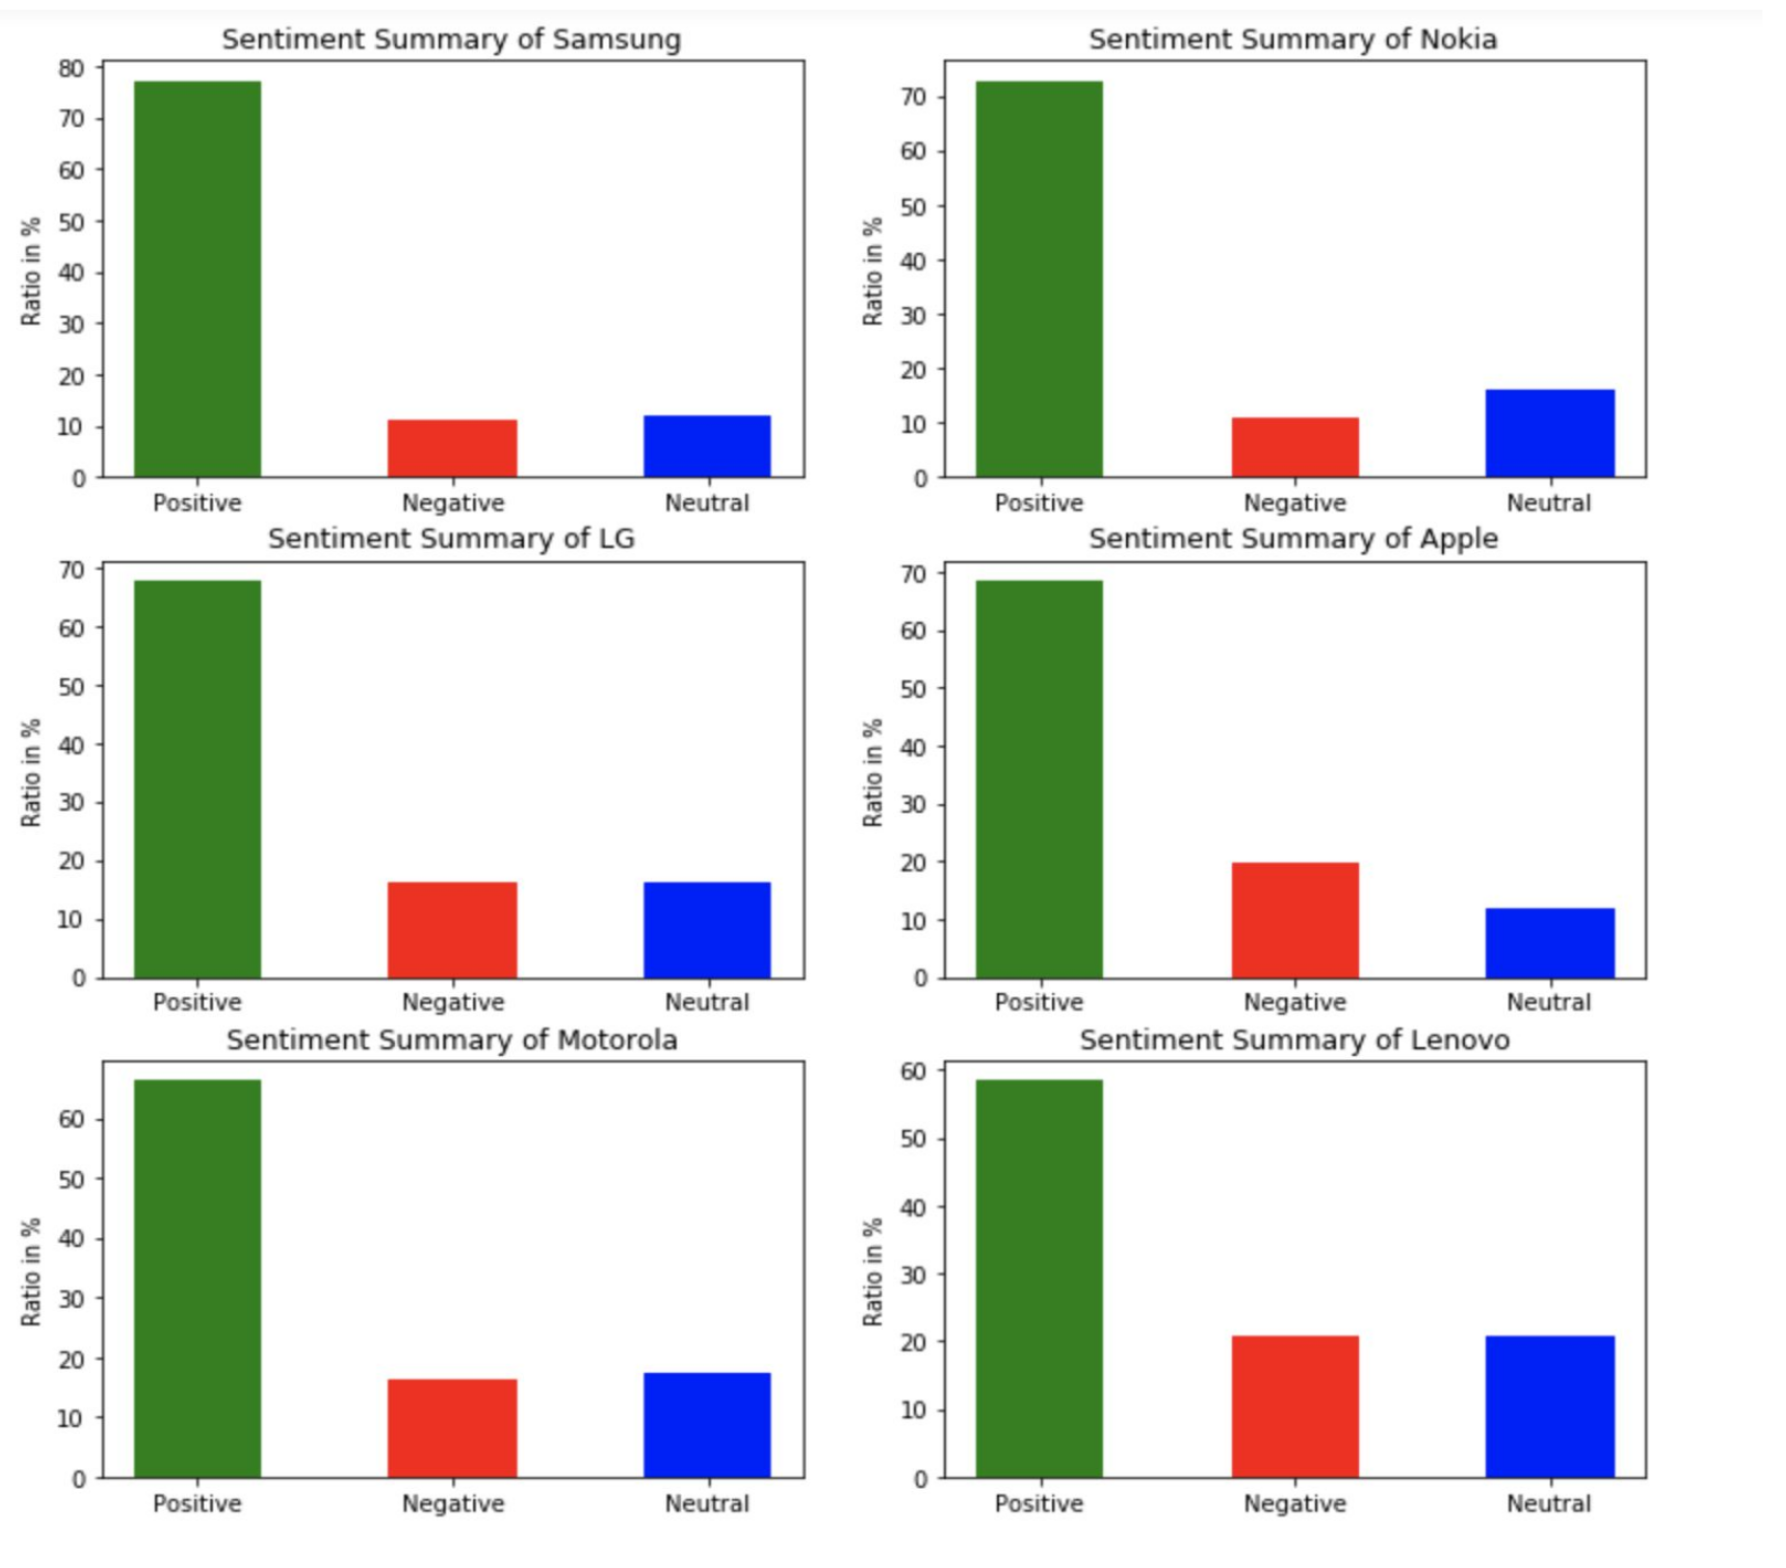 Sentiment Summary of Samsung
80
70
60
50
40
30
20
10
0
Ratio in %
Positive Negative Neutral
Sentiment Summary of Nokia
70
60
50
40
30
20
10
0
Ratio in %
Positive Negative Neutral
Sentiment Summary of LG
70
60
50
40
30
20
10
0
Ratio in %
Positive Negative Neutral
Sentiment Summary of Apple
70
60
50
40
30
20
10
0
Ratio in %
Positive Negative Neutral
Sentiment Summary of Motorola
60
50
40
30
20
10
0
Ratio in %
Positive Negative Neutral
Sentiment Summary of Lenovo
60
50
40
30
20
10
0
Ratio in %
Positive Negative Neutral